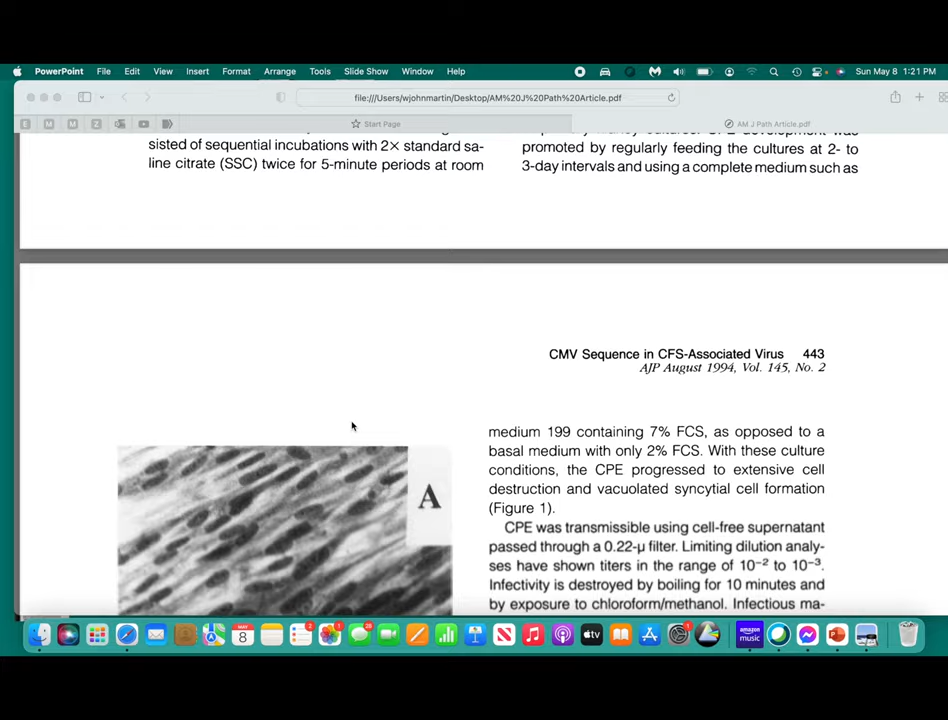 PowerPoint File Edit View Insert Format Arrange Tools Slide Show Window Help Sun May 8 1:21 PM
file:///Users/wjohnmartin/Desktop/AM%20J%20Path%20Article.pdf
E M M Z Start Page AM J Path Article.pdf
sisted of sequential incubations with 2× standard sa-
line citrate (SSC) twice for 5-minute periods at room
promoted by regularly feeding the cultures at 2- to
3-day intervals and using a complete medium such as
CMV Sequence in CFS-Associated Virus 443
AJP August 1994, Vol. 145, No. 2
A
medium 199 containing 7% FCS, as opposed to a
basal medium with only 2% FCS. With these culture
conditions, the CPE progressed to extensive cell
destruction and vacuolated syncytial cell formation
(Figure 1).
CPE was transmissible using cell-free supernatant
passed through a 0.22-µ filter. Limiting dilution analy-
ses have shown titers in the range of 10⁻² to 10⁻³.
Infectivity is destroyed by boiling for 10 minutes and
by exposure to chloroform/methanol. Infectious ma-
MAY
8
2
1
28
tv
1
amazon
music